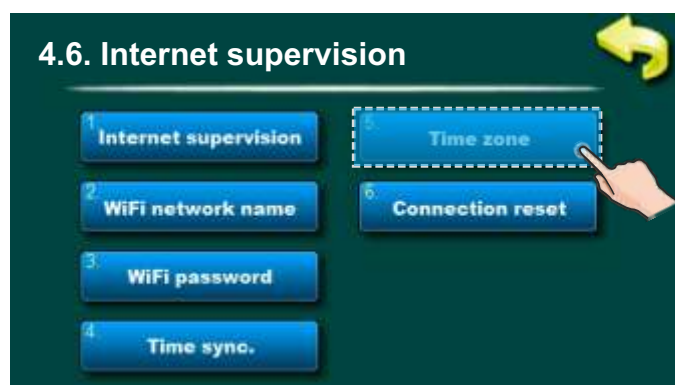 4.6. Internet supervision
1.
Internet supervision
2.
WiFi network name
3.
WiFi password
4.
Time sync.
5.
Time zone
6.
Connection reset